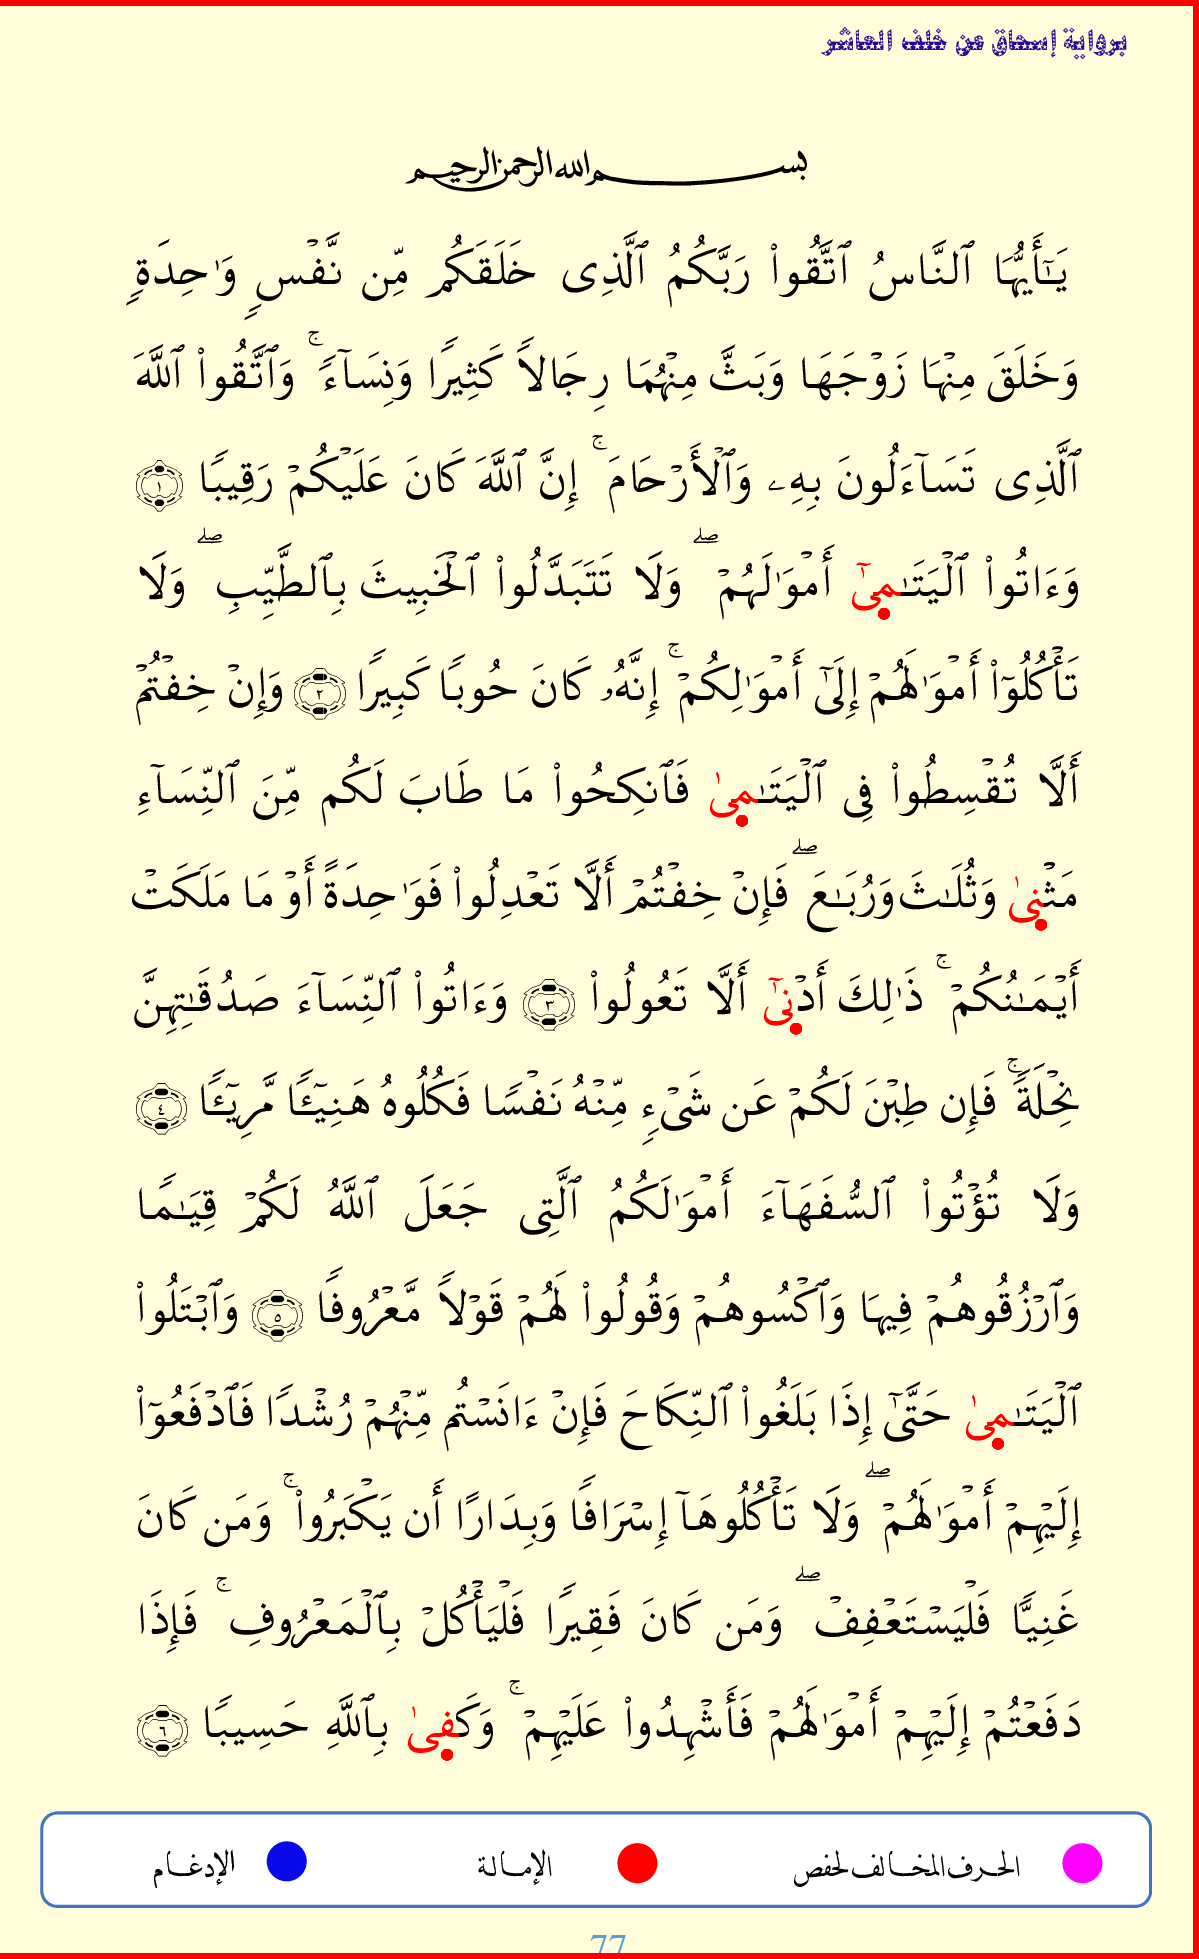 برواية إسحاق عن خلف العاشر
بسم الله الرحمن الرحيم
يَـٰٓأَيُّهَا ٱلنَّاسُ ٱتَّقُوا۟ رَبَّكُمُ ٱلَّذِى خَلَقَكُم مِّن نَّفْسٍ وَٰحِدَةٍ
وَخَلَقَ مِنْهَا زَوْجَهَا وَبَثَّ مِنْهُمَا رِجَالًا كَثِيرًا وَنِسَآءً ۚ وَٱتَّقُوا۟ ٱللَّهَ
ٱلَّذِى تَسَآءَلُونَ بِهِۦ وَٱلْأَرْحَامَ ۚ إِنَّ ٱللَّهَ كَانَ عَلَيْكُمْ رَقِيبًا ١
وَءَاتُوا۟ ٱلْيَتَـٰمِىٰٓ أَمْوَٰلَهُمْ ۖ وَلَا تَتَبَدَّلُوا۟ ٱلْخَبِيثَ بِٱلطَّيِّبِ ۖ وَلَا
تَأْكُلُوٓا۟ أَمْوَٰلَهُمْ إِلَىٰٓ أَمْوَٰلِكُمْ ۚ إِنَّهُۥ كَانَ حُوبًا كَبِيرًا ٢ وَإِنْ خِفْتُمْ
أَلَّا تُقْسِطُوا۟ فِى ٱلْيَتَـٰمِىٰ فَٱنكِحُوا۟ مَا طَابَ لَكُم مِّنَ ٱلنِّسَآءِ
مَثْنِىٰ وَثُلَـٰثَ وَرُبَـٰعَ ۖ فَإِنْ خِفْتُمْ أَلَّا تَعْدِلُوا۟ فَوَٰحِدَةً أَوْ مَا مَلَكَتْ
أَيْمَـٰنُكُمْ ۚ ذَٰلِكَ أَدْنِىٰٓ أَلَّا تَعُولُوا۟ ٣ وَءَاتُوا۟ ٱلنِّسَآءَ صَدُقَـٰتِهِنَّ
نِحْلَةً ۚ فَإِن طِبْنَ لَكُمْ عَن شَىْءٍ مِّنْهُ نَفْسًا فَكُلُوهُ هَنِيٓـًٔا مَّرِيٓـًٔا ٤
وَلَا تُؤْتُوا۟ ٱلسُّفَهَآءَ أَمْوَٰلَكُمُ ٱلَّتِى جَعَلَ ٱللَّهُ لَكُمْ قِيَـٰمًا
وَٱرْزُقُوهُمْ فِيهَا وَٱكْسُوهُمْ وَقُولُوا۟ لَهُمْ قَوْلًا مَّعْرُوفًا ٥ وَٱبْتَلُوا۟
ٱلْيَتَـٰمِىٰ حَتَّىٰٓ إِذَا بَلَغُوا۟ ٱلنِّكَاحَ فَإِنْ ءَانَسْتُم مِّنْهُمْ رُشْدًا فَٱدْفَعُوٓا۟
إِلَيْهِمْ أَمْوَٰلَهُمْ ۖ وَلَا تَأْكُلُوهَآ إِسْرَافًا وَبِدَارًا أَن يَكْبَرُوا۟ ۚ وَمَن كَانَ
غَنِيًّا فَلْيَسْتَعْفِفْ ۖ وَمَن كَانَ فَقِيرًا فَلْيَأْكُلْ بِٱلْمَعْرُوفِ ۚ فَإِذَا
دَفَعْتُمْ إِلَيْهِمْ أَمْوَٰلَهُمْ فَأَشْهِدُوا۟ عَلَيْهِمْ ۚ وَكَفِىٰ بِٱللَّهِ حَسِيبًا ٦
الحرف المخالف لحفص الإمالة الإدغام
77